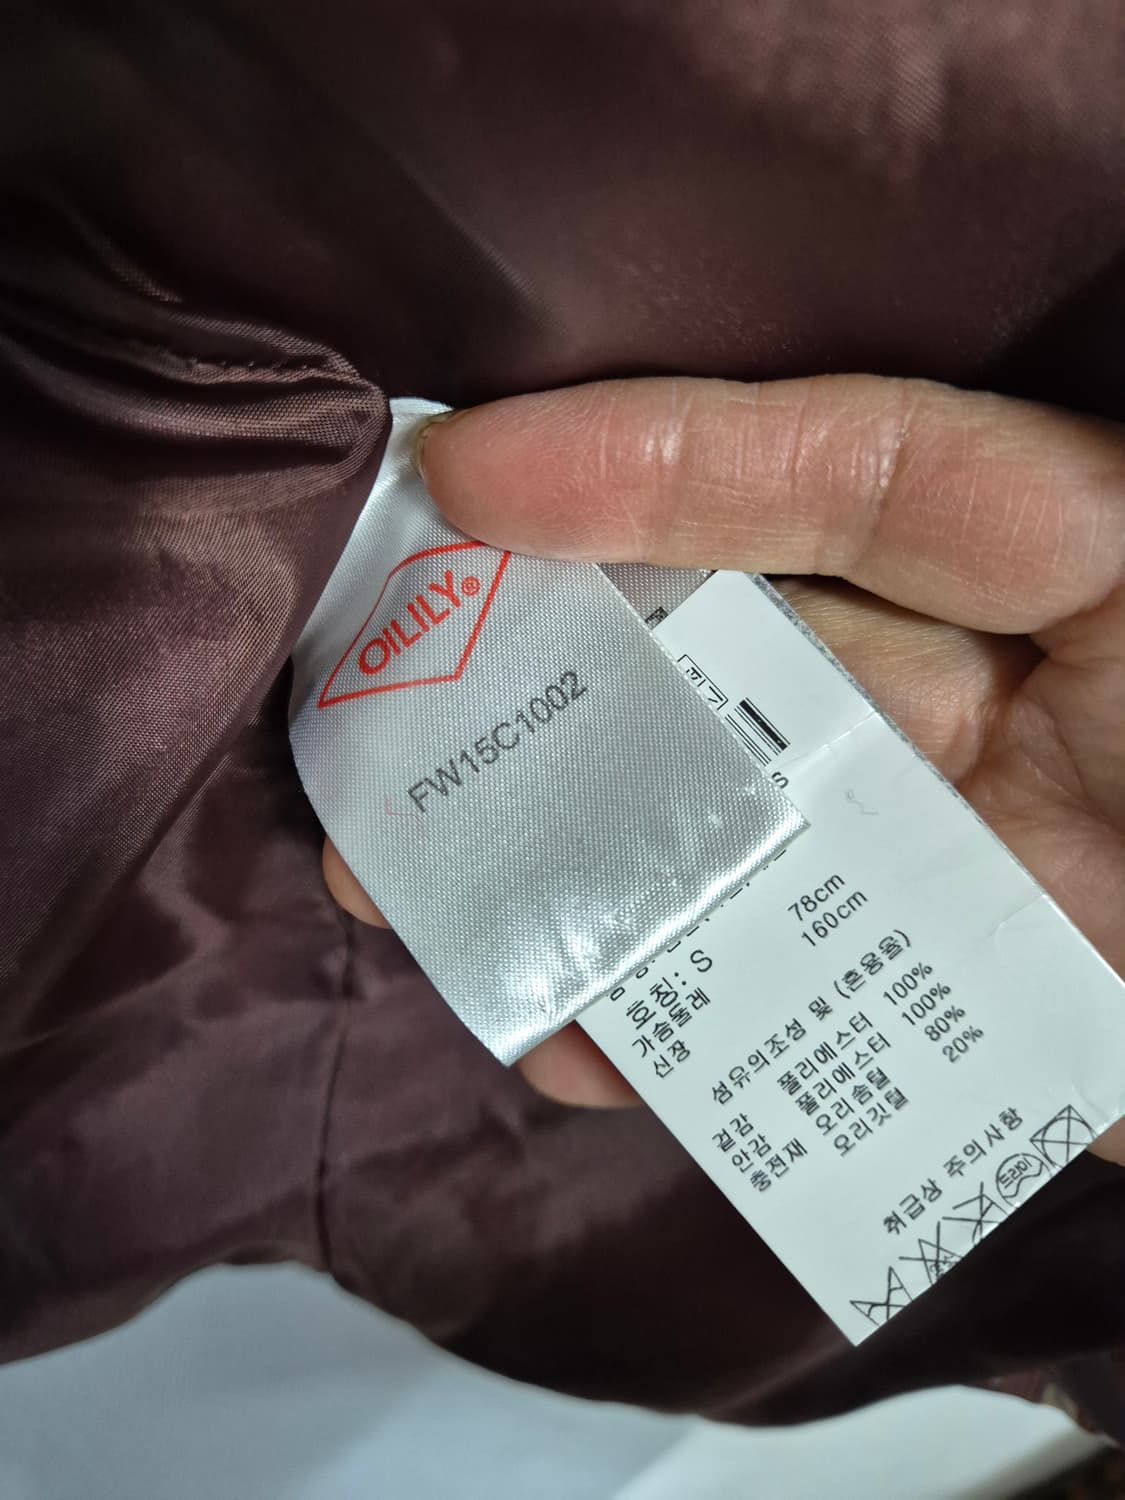 OILILY®
FW15C1002
S
호칭: S
가슴둘레 78cm
신장 160cm
섬유의조성 및 (혼용율)
겉감 폴리에스터 100%
안감 폴리에스터 100%
충전재 오리솜털 80%
오리깃털 20%
취급상 주의사항
드라이